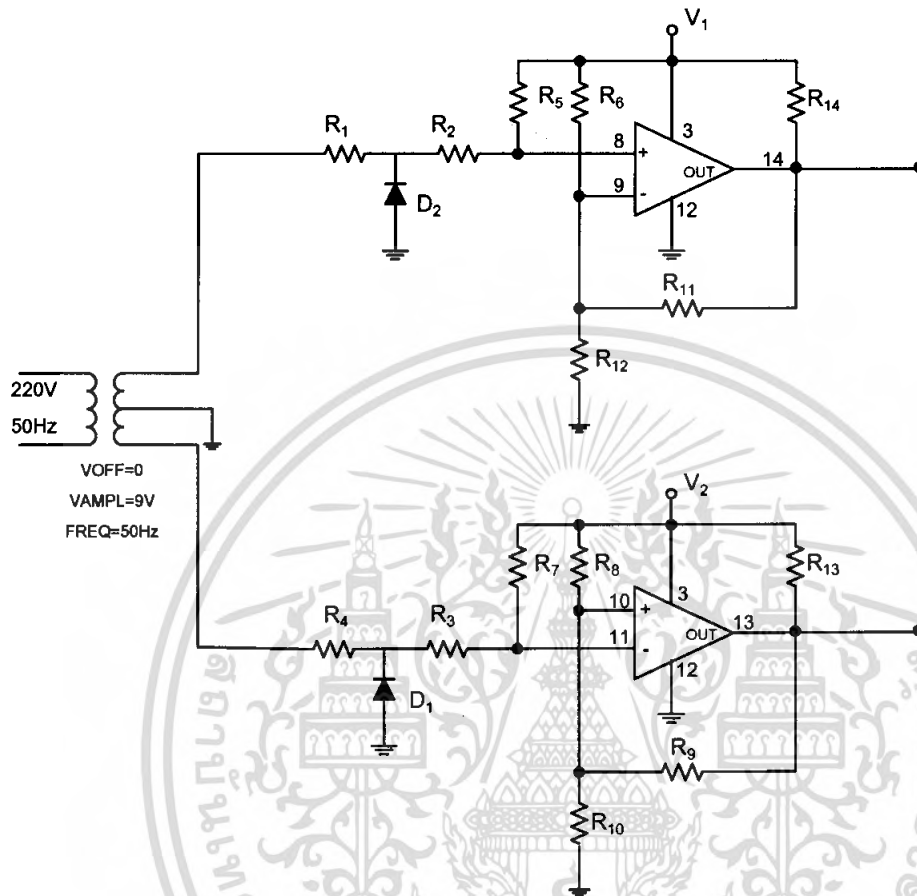 V1
R5
R6
R14
R1
R2
8
+
3
OUT
14
9
-
12
D2
R11
R12
220V
50Hz
VOFF=0
VAMPL=9V
FREQ=50Hz
V2
R7
R8
R13
R4
R3
10
+
3
OUT
13
11
-
12
D1
R9
R10